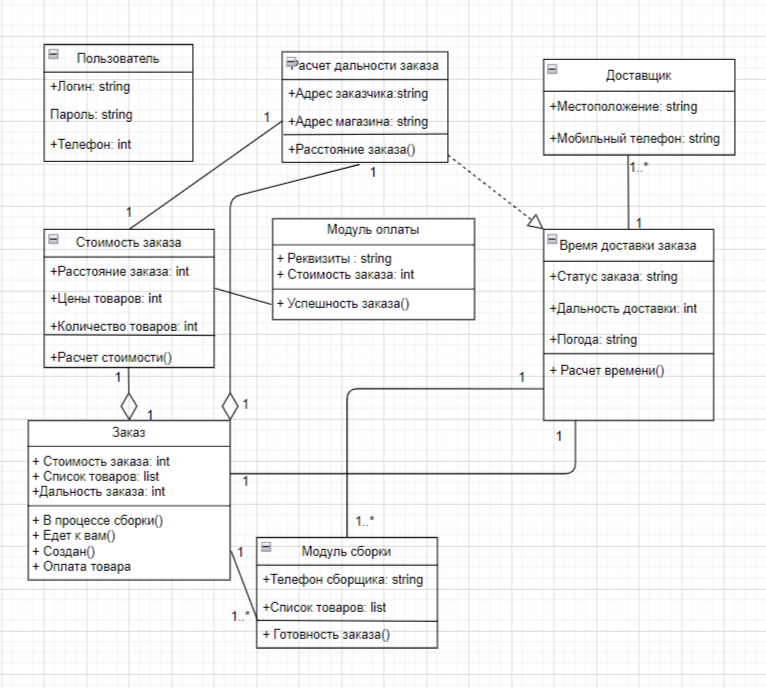 Пользователь
+Логин: string
Пароль: string
+Телефон: int
Расчет дальности заказа
+Адрес заказчика:string
+Адрес магазина: string
+Расстояние заказа()
Доставщик
+Местоположение: string
+Мобильный телефон: string
1
1
1
1..*
1
Стоимость заказа
+Расстояние заказа: int
+Цены товаров: int
+Количество товаров: int
+Расчет стоимости()
Модуль оплаты
+ Реквизиты : string
+ Стоимость заказа: int
+ Успешность заказа()
Время доставки заказа
+Статус заказа: string
+Дальность доставки: int
+Погода: string
+ Расчет времени()
1
1
1
1
1
Заказ
+ Стоимость заказа: int
+ Список товаров: list
+Дальность заказа: int
+ В процессе сборки()
+ Едет к вам()
+ Создан()
+ Оплата товара
1
1..*
1
1..*
Модуль сборки
+Телефон сборщика: string
+Список товаров: list
+ Готовность заказа()